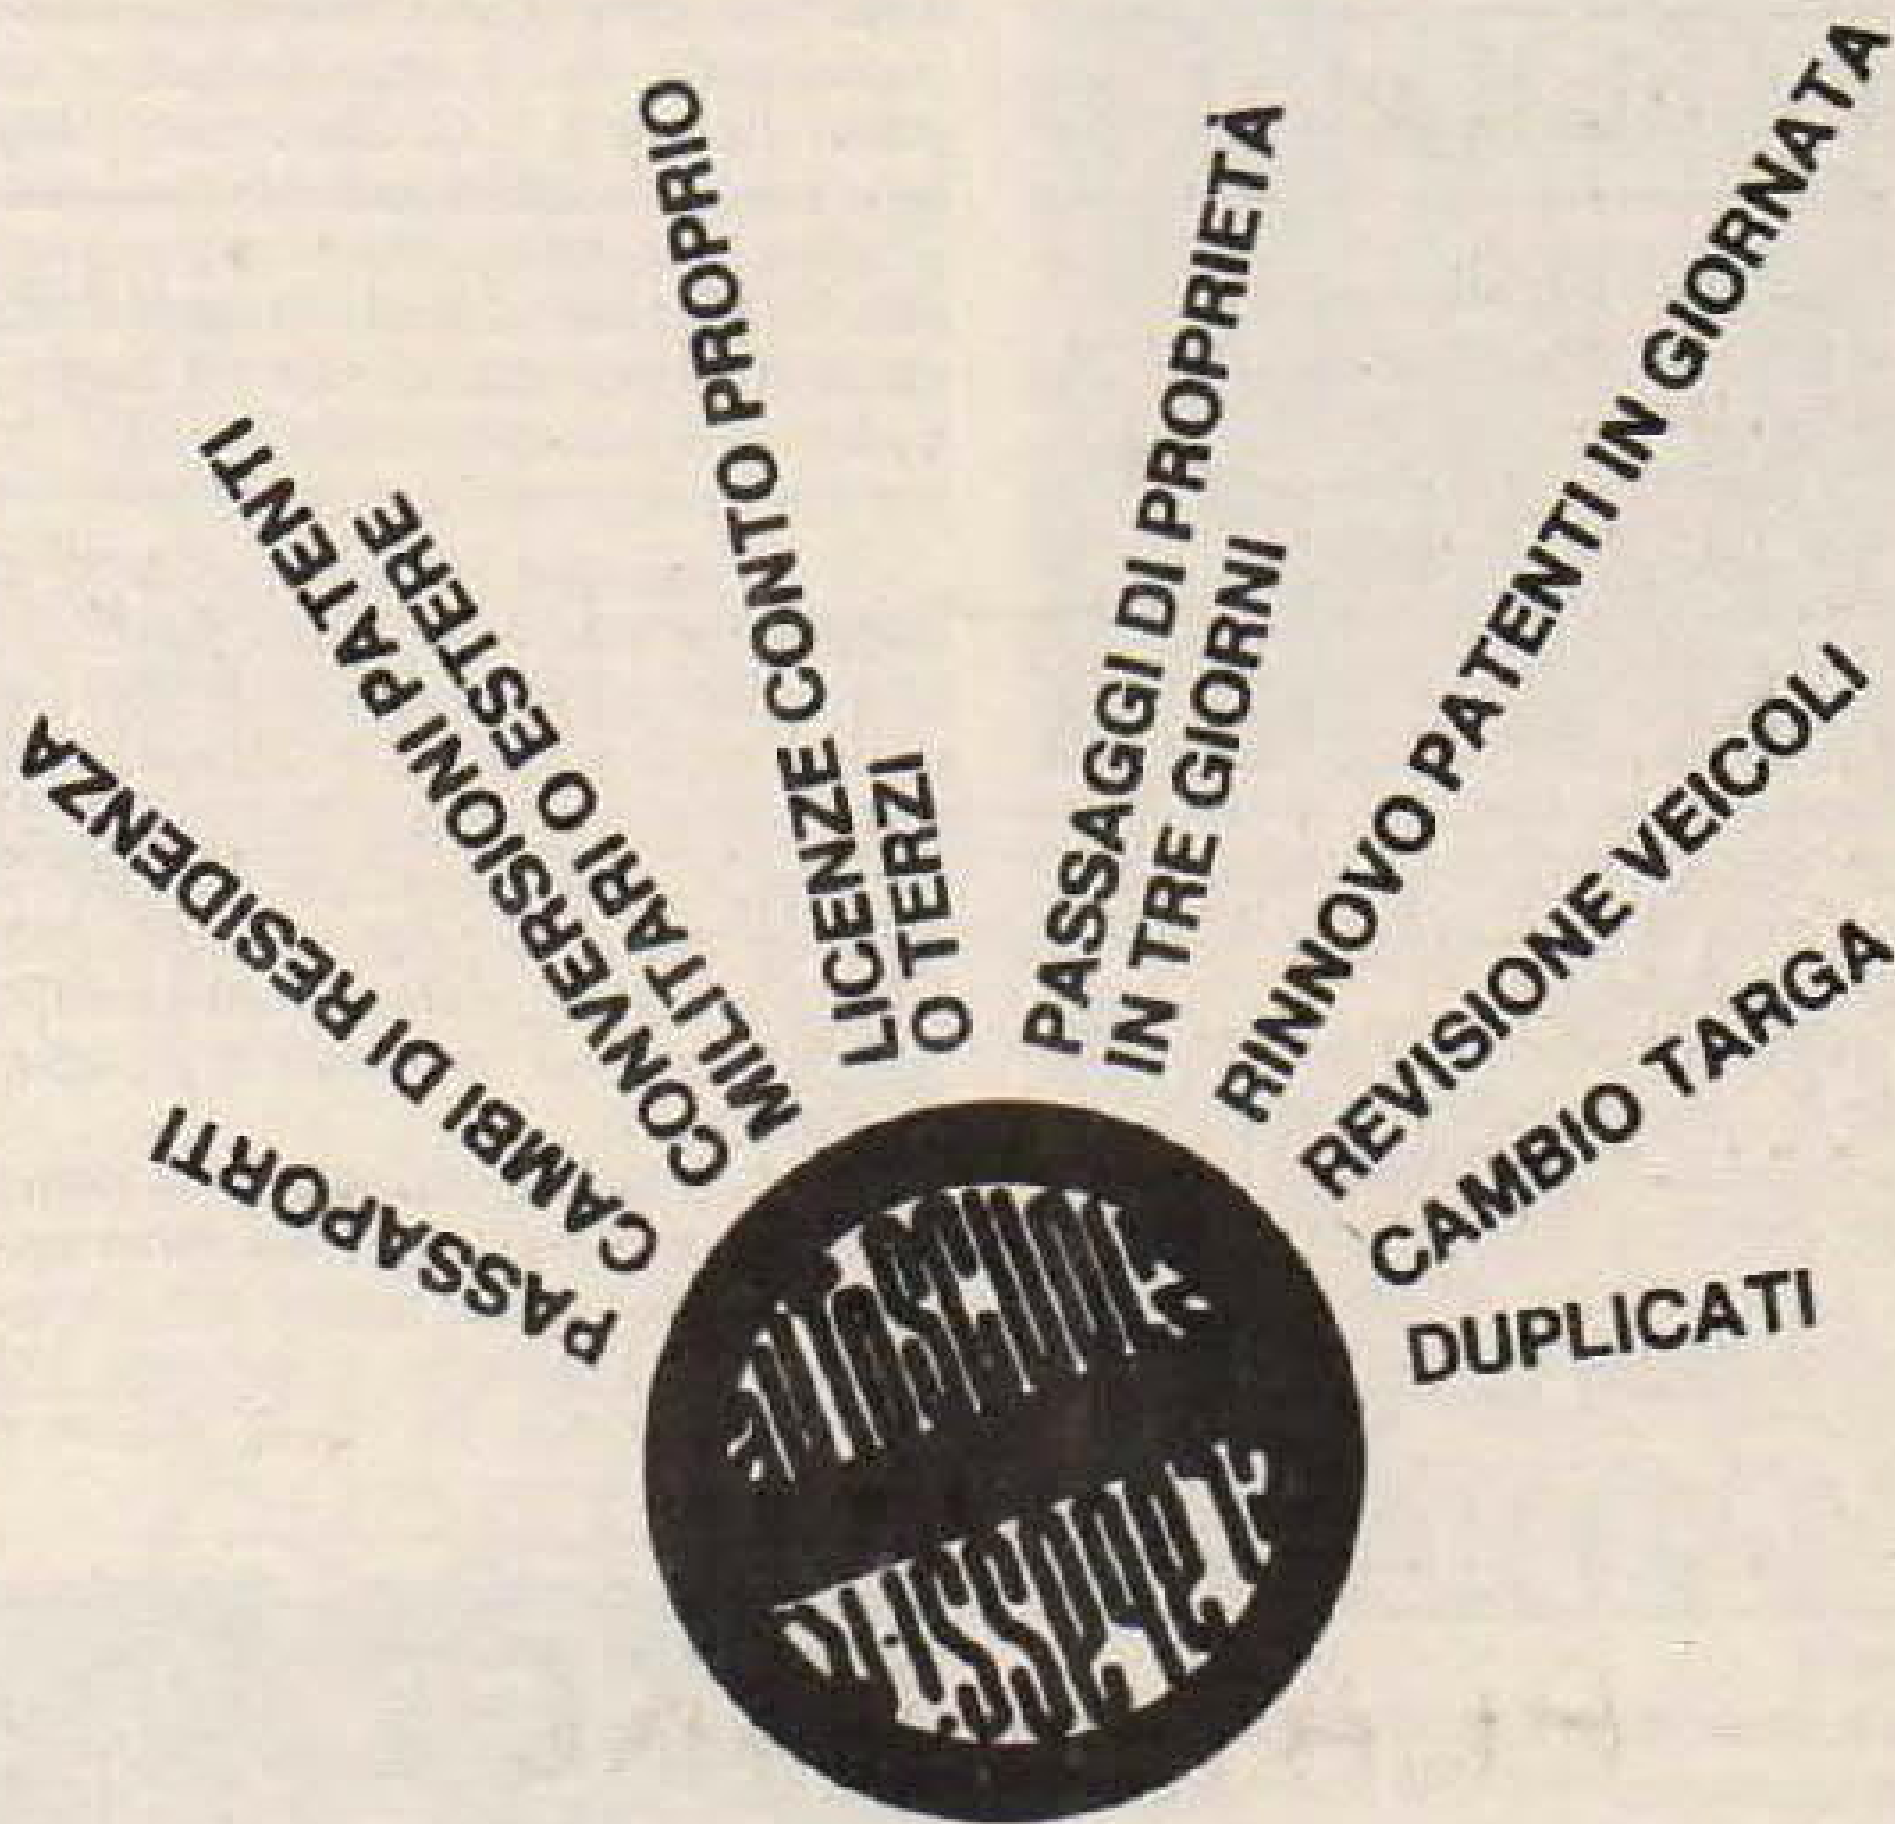 PASSAPORTI
CAMBI DI RESIDENZA
CONVERSIONI PATENTI
MILITARI O ESTERE
LICENZE CONTO PROPRIO
O TERZI
PASSAGGI DI PROPRIETÀ
IN TRE GIORNI
RINNOVO PATENTI IN GIORNATA
REVISIONE VEICOLI
CAMBIO TARGA
DUPLICATI